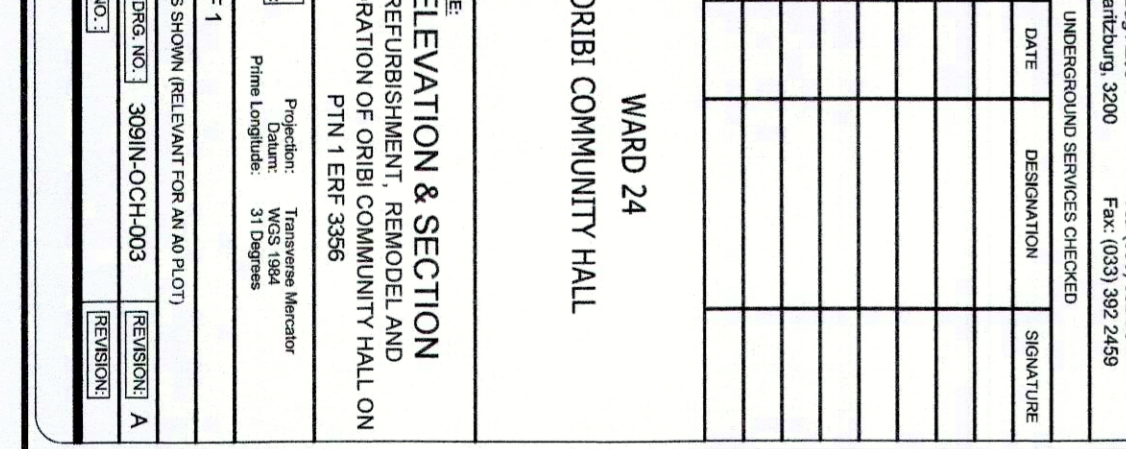 aritzburg, 3200 Fax: (033) 392 2459
UNDERGROUND SERVICES CHECKED
DATE DESIGNATION SIGNATURE
WARD 24
ORIBI COMMUNITY HALL
E:
ELEVATION & SECTION
REFURBISHMENT, REMODEL AND
RATION OF ORIBI COMMUNITY HALL ON
PTN 1 ERF 3356
Projection: Transverse Mercator
Datum: WGS 1984
Prime Longitude: 31 Degrees
F 1
S SHOWN (RELEVANT FOR AN A0 PLOT)
DRG. NO. : 309IN-OCH-003 REVISION: A
NO. : REVISION: